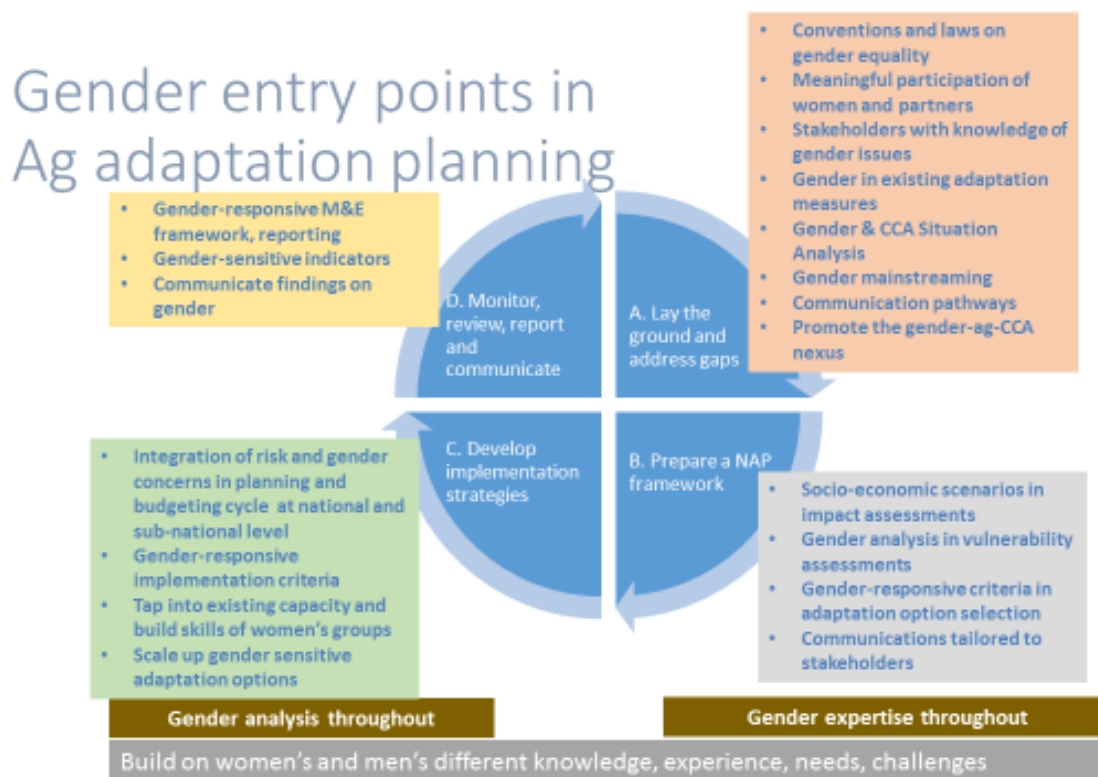 Gender entry points in
Ag adaptation planning
• Conventions and laws on
gender equality
• Meaningful participation of
women and partners
• Stakeholders with knowledge of
gender issues
• Gender in existing adaptation
measures
• Gender & CCA Situation
Analysis
• Gender mainstreaming
• Communication pathways
• Promote the gender-ag-CCA
nexus
• Gender-responsive M&E
framework, reporting
• Gender-sensitive indicators
• Communicate findings on
gender
D. Monitor,
review, report
and
communicate
A. Lay the
ground and
address gaps
C. Develop
implementation
strategies
B. Prepare a NAP
framework
• Integration of risk and gender
concerns in planning and
budgeting cycle at national and
sub-national level
• Gender-responsive
implementation criteria
• Tap into existing capacity and
build skills of women's groups
• Scale up gender sensitive
adaptation options
• Socio-economic scenarios in
impact assessments
• Gender analysis in vulnerability
assessments
• Gender-responsive criteria in
adaptation option selection
• Communications tailored to
stakeholders
Gender analysis throughout
Gender expertise throughout
Build on women's and men's different knowledge, experience, needs, challenges